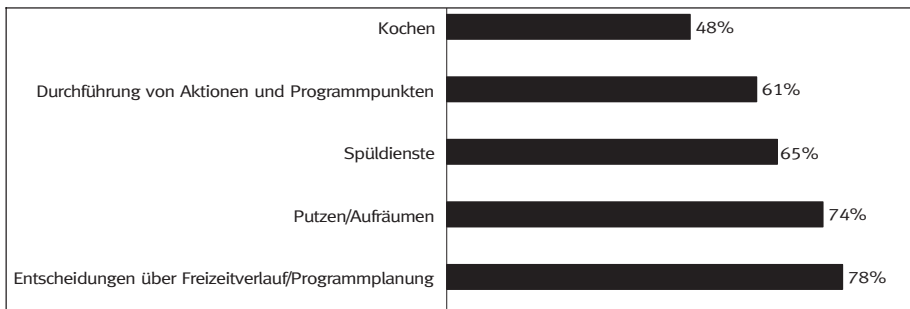 Kochen 48%
Durchführung von Aktionen und Programmpunkten 61%
Spüldienste 65%
Putzen/Aufräumen 74%
Entscheidungen über Freizeitverlauf/Programmplanung 78%